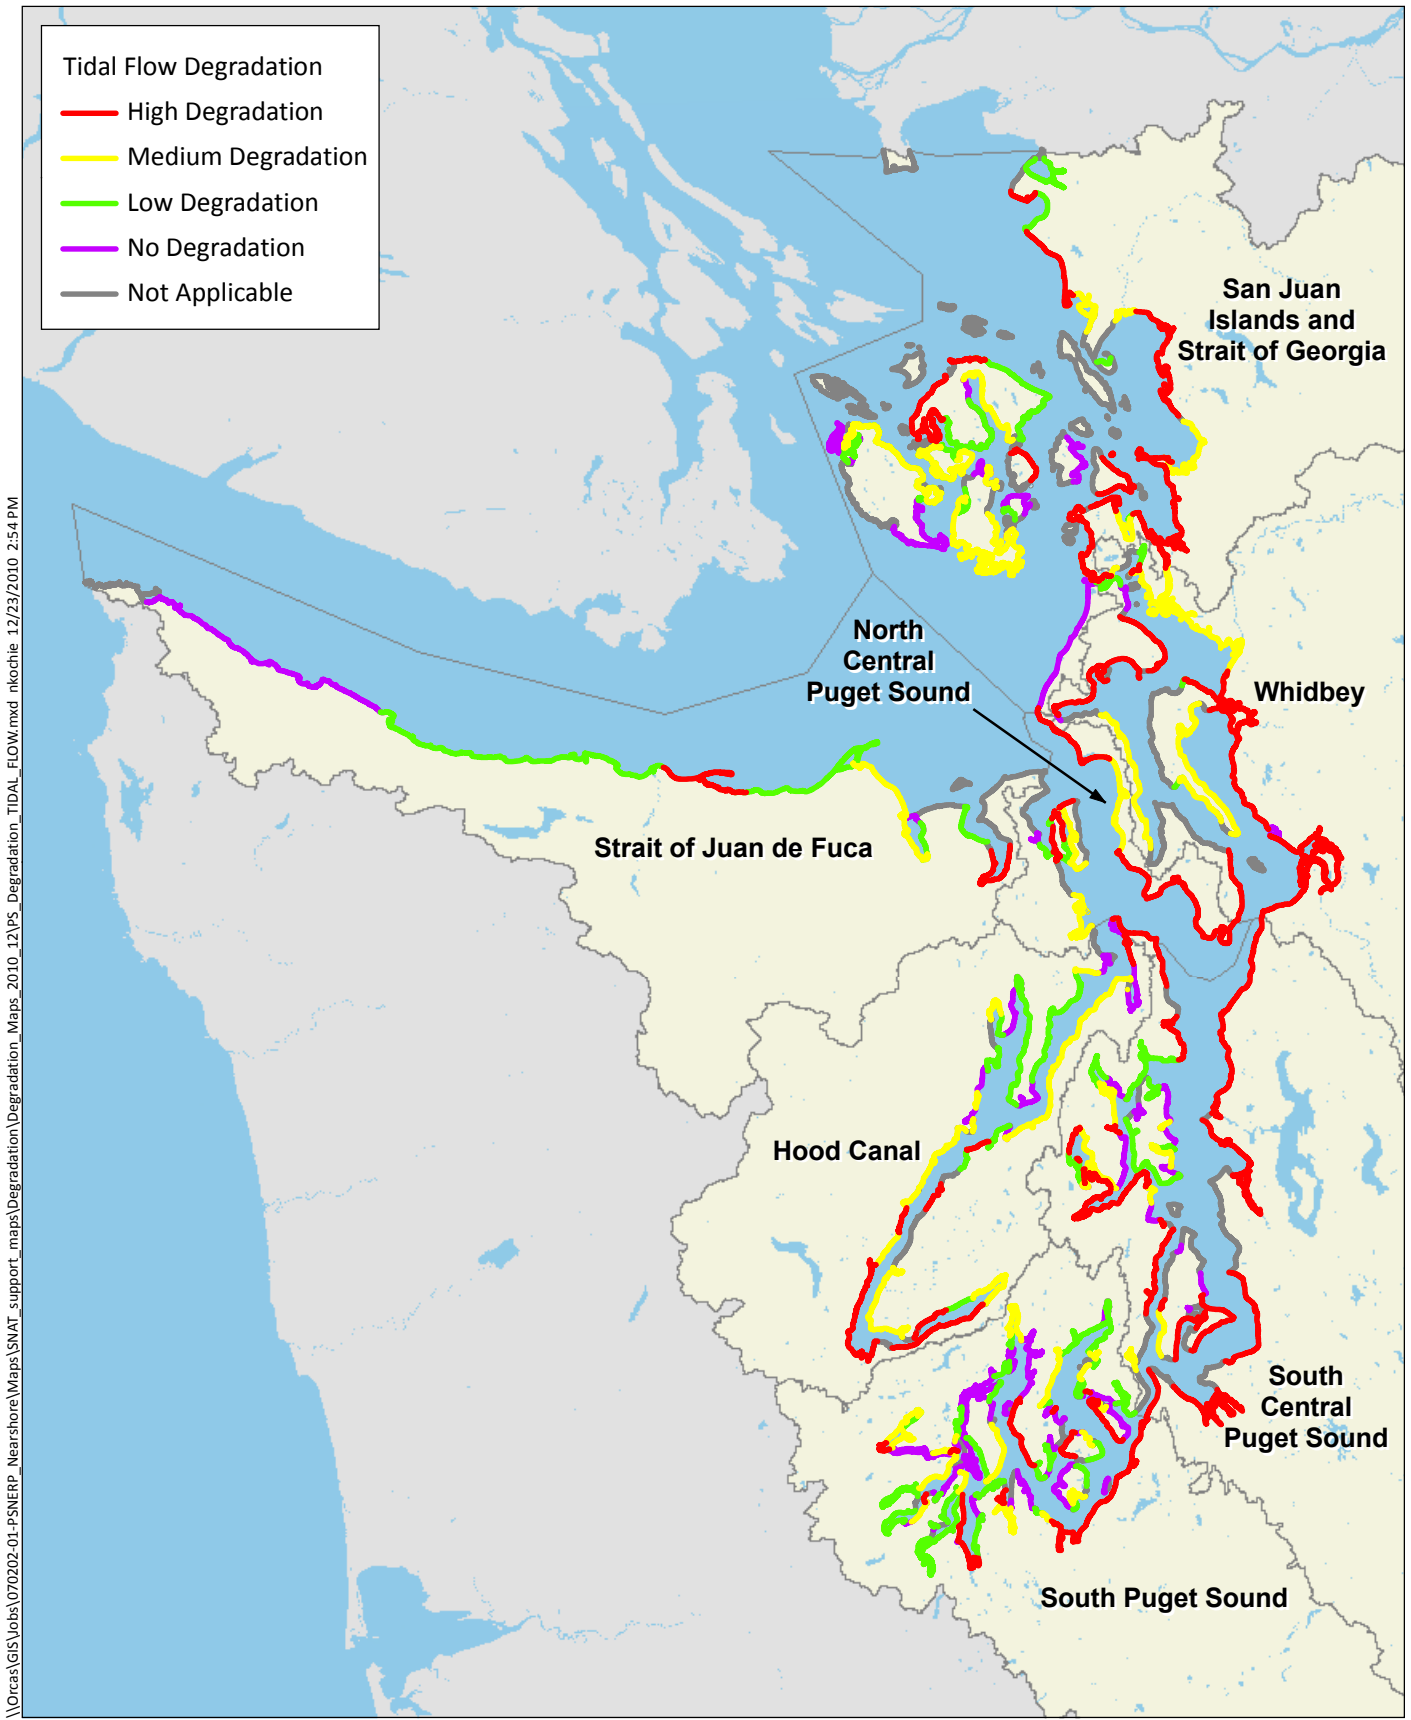 Tidal Flow Degradation
High Degradation
Medium Degradation
Low Degradation
No Degradation
Not Applicable
San Juan
Islands and
Strait of Georgia
North
Central
Puget Sound
Whidbey
Strait of Juan de Fuca
Hood Canal
South
Central
Puget Sound
South Puget Sound
\\Orcas\GIS\Jobs\070202-01-PSNERP_Nearshore\Maps\SNAT_support_maps\Degradation\Degradation_Maps_2010_12\PS_Degradation_TIDAL_FLOW.mxd nkochie 12/23/2010 2:54 PM